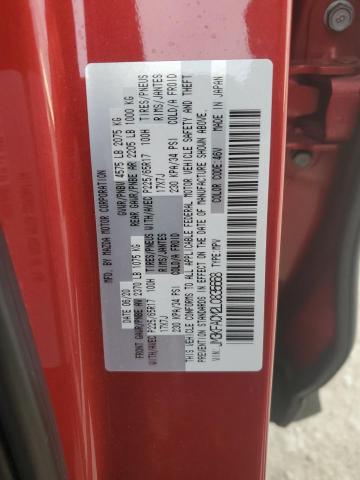 MFD. BY MAZDA MOTOR CORPORATION
DATE: 06/20 GVWR/PNBV 4575 LB 2075 KG
FRONT GAWR/PNBE AV 2370 LB 1075 KG REAR GAWR/PNBE AR 2205 LB 1000 KG
TIRES/PNEUS TIRES/PNEUS
WITH/AVEC P225/65R17 100H WITH/AVEC P225/65R17 100H
RIMS/JANTES 17X7J RIMS/JANTES 17X7J
COLD/A FROID 230 KPA/34 PSI COLD/A FROID 230 KPA/34 PSI
THIS VEHICLE CONFORMS TO ALL APPLICABLE FEDERAL MOTOR VEHICLE SAFETY, BUMPER, AND THEFT PREVENTION STANDARDS IN EFFECT ON THE DATE OF MANUFACTURE SHOWN ABOVE.
TYPE: MPV
COLOR CODE: 46V MADE IN JAPAN